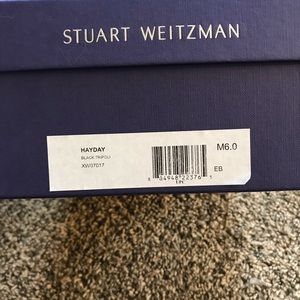 STUART WEITZMAN
HAYDAY
BLACK TRIPOLI
XW07017
M6.0
EB